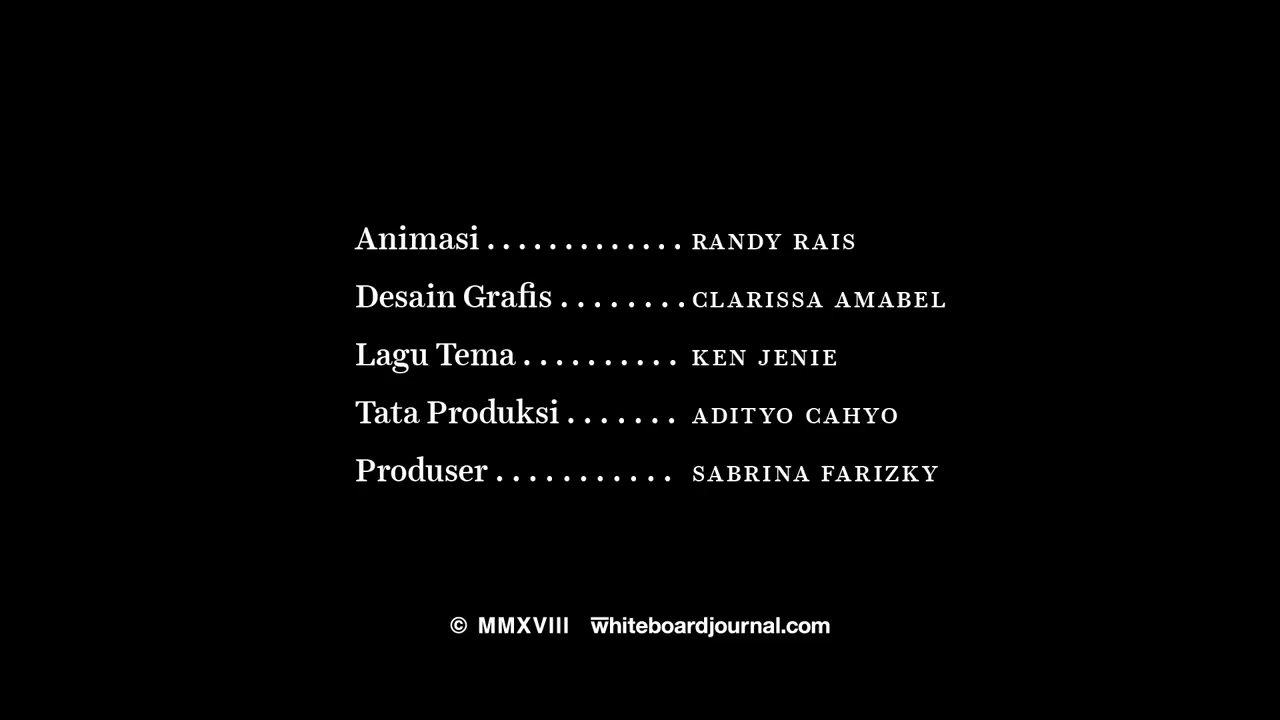 Animasi . . . . . . . . . . . . . RANDY RAIS
Desain Grafis . . . . . . . . CLARISSA AMABEL
Lagu Tema . . . . . . . . . . KEN JENIE
Tata Produksi . . . . . . . ADITYO CAHYO
Produser . . . . . . . . . . . SABRINA FARIZKY
© MMXVIII whiteboardjournal.com